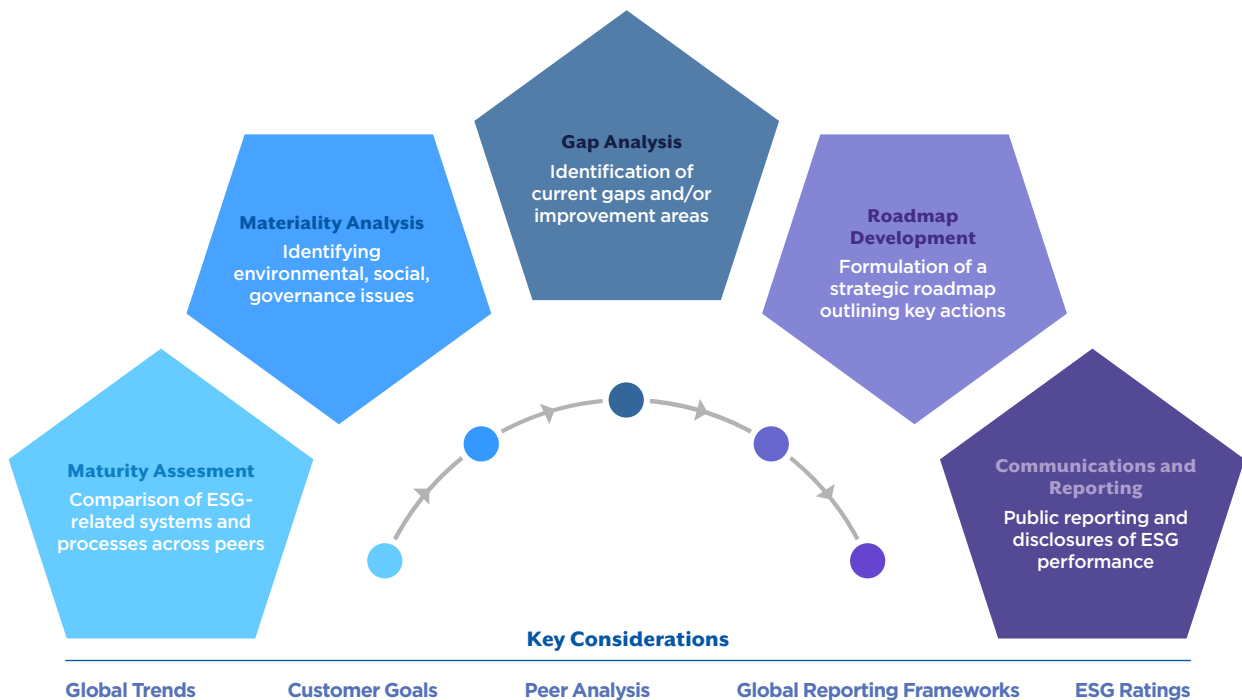 Maturity Assesment
Comparison of ESG-
related systems and
processes across peers
Materiality Analysis
Identifying
environmental, social,
governance issues
Gap Analysis
Identification of
current gaps and/or
improvement areas
Roadmap
Development
Formulation of a
strategic roadmap
outlining key actions
Communications and
Reporting
Public reporting and
disclosures of ESG
performance
Key Considerations
Global Trends
Customer Goals
Peer Analysis
Global Reporting Frameworks
ESG Ratings